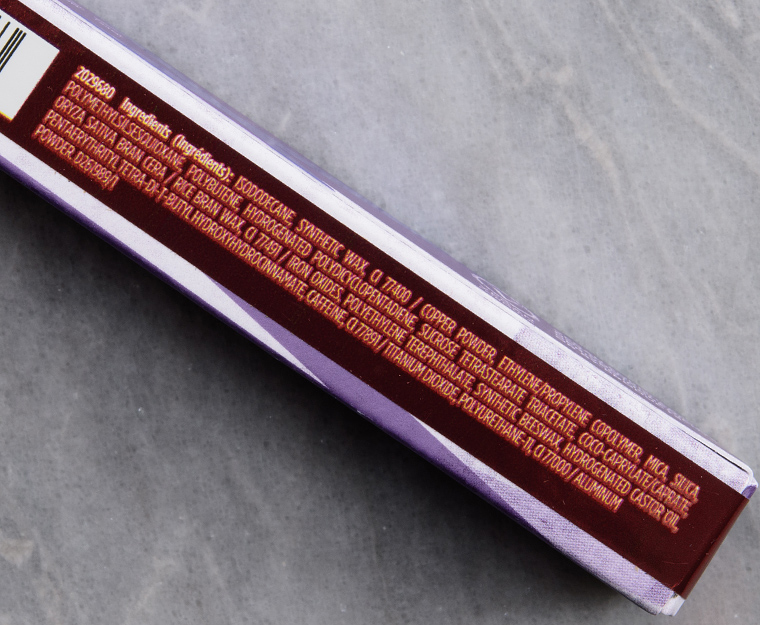 2029680 Ingredients (Ingrédients): ISODODECANE, SYNTHETIC WAX, CI 77400 / COPPER POWDER, ETHYLENE/PROPYLENE COPOLYMER, MICA, SILICA,
POLYMETHYLSILSESQUIOXANE, POLYBUTENE, HYDROGENATED POLYDICYCLOPENTADIENE, SUCROSE TETRASTEARATE TRIACETATE, COCO-CAPRYLATE/CAPRATE,
ORYZA SATIVA BRAN CERA / RICE BRAN WAX, CI 77491 / IRON OXIDES, POLYETHYLENE TEREPHTHALATE, SYNTHETIC BEESWAX, HYDROGENATED CASTOR OIL,
PENTAERYTHRITYL TETRA-DI-T-BUTYL HYDROXYHYDROCINNAMATE, CAFFEINE, CI 77891 / TITANIUM DIOXIDE, POLYURETHANE-11, CI 77000 / ALUMINUM
POWDER.